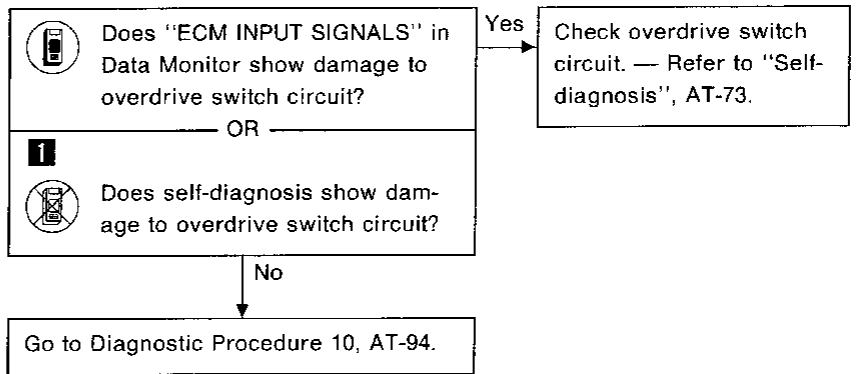 Does “ECM INPUT SIGNALS” in
Data Monitor show damage to
overdrive switch circuit?
OR
1
Does self-diagnosis show dam-
age to overdrive switch circuit?
Yes
Check overdrive switch
circuit. — Refer to “Self-
diagnosis”, AT-73.
No
Go to Diagnostic Procedure 10, AT-94.